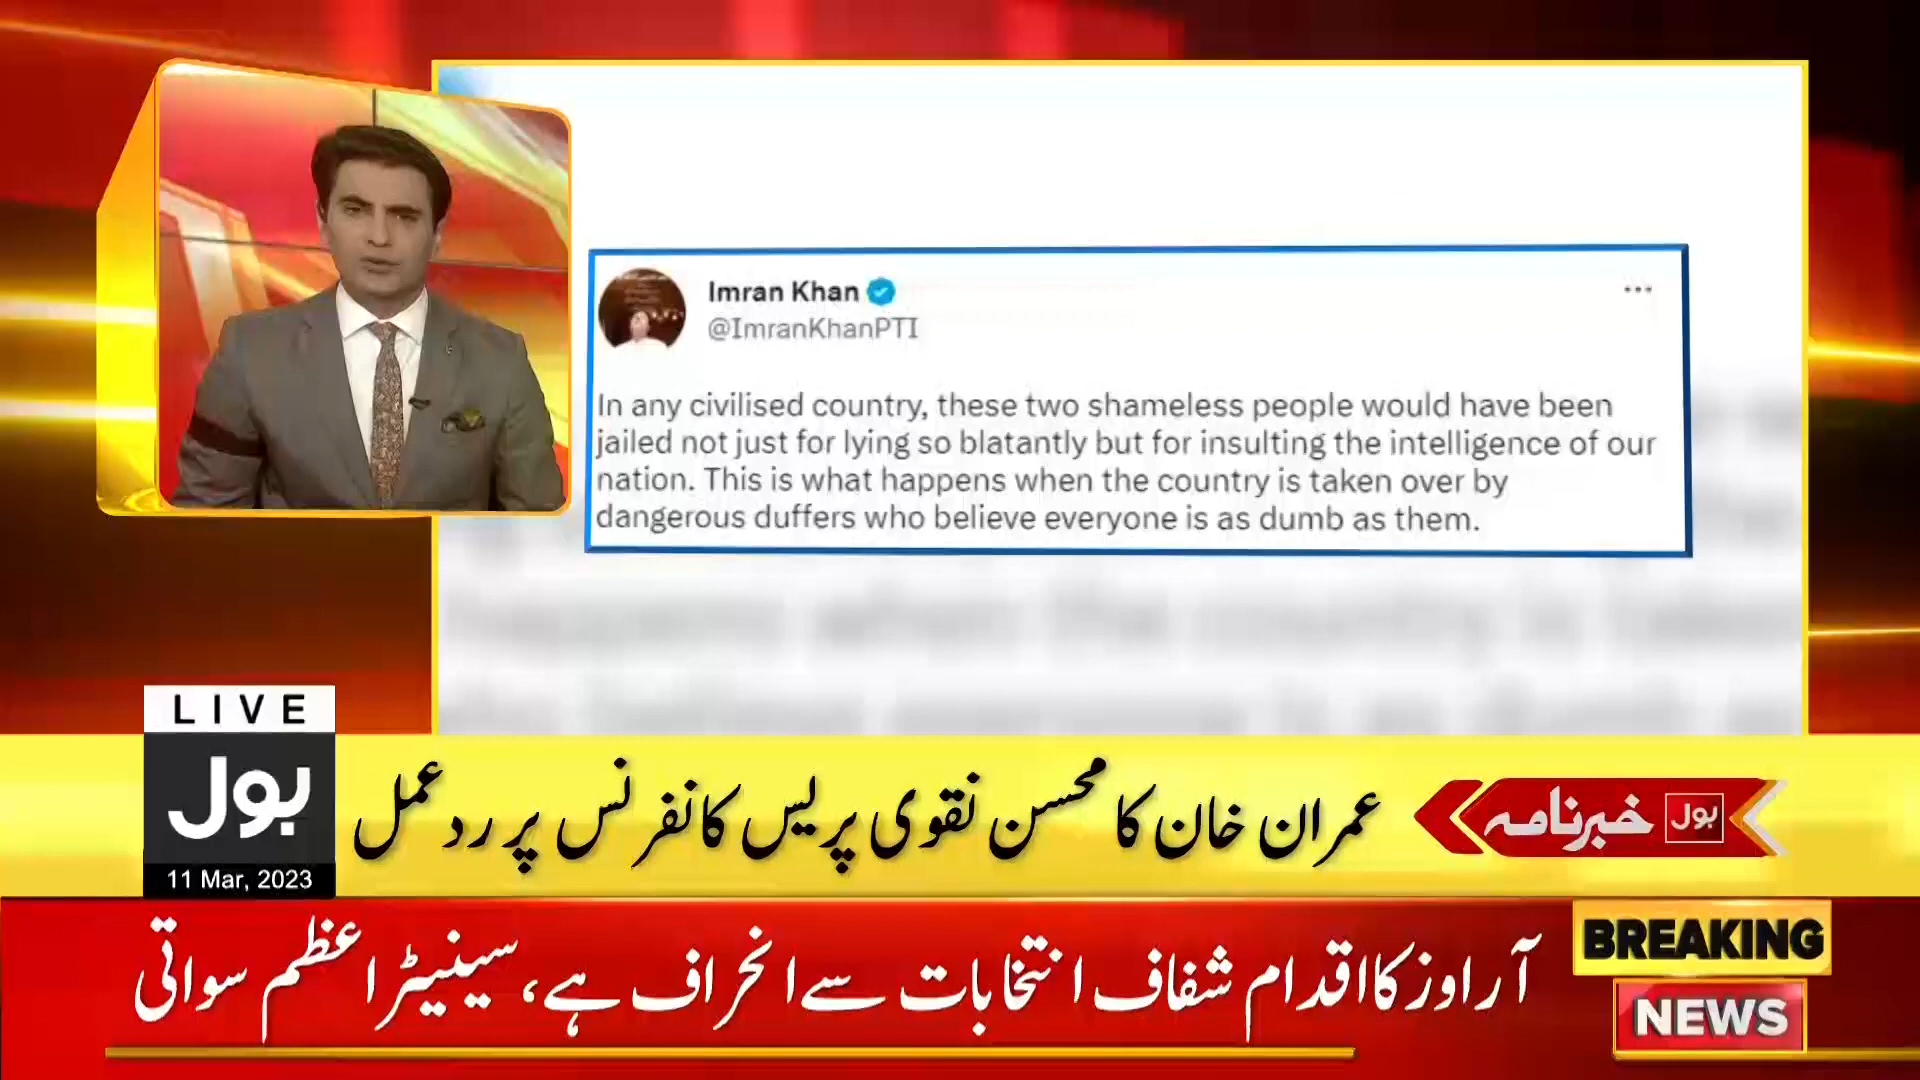 Imran Khan
@ImranKhanPTI
In any civilised country, these two shameless people would have been
jailed not just for lying so blatantly but for insulting the intelligence of our
nation. This is what happens when the country is taken over by
dangerous duffers who believe everyone is as dumb as them.
LIVE
بول
11 Mar, 2023
بول خبرنامہ
عمران خان کا محسن نقوی پریس کانفرنس پر ردعمل
BREAKING
NEWS
آر اوز کا اقدام شفاف انتخابات سے انحراف ہے، سینیٹر اعظم سواتی